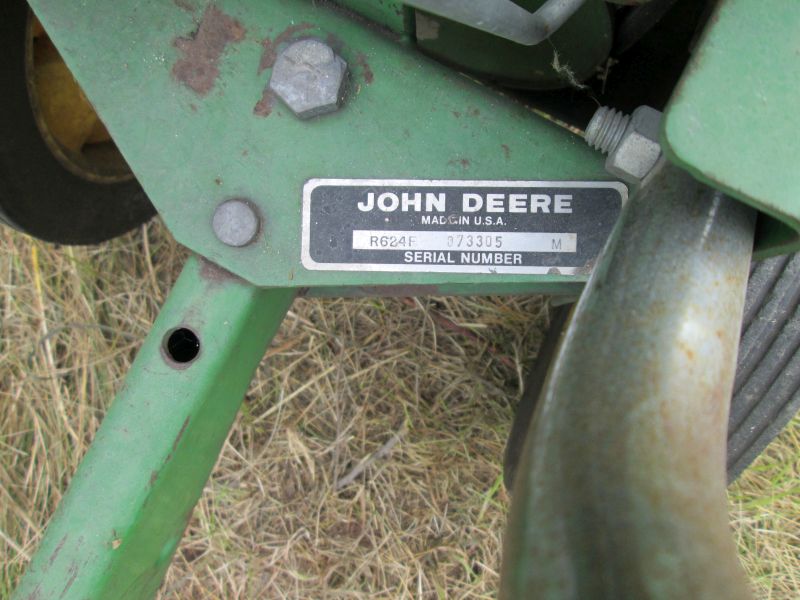 JOHN DEERE
MADE IN U.S.A.
R624F 073305 M
SERIAL NUMBER